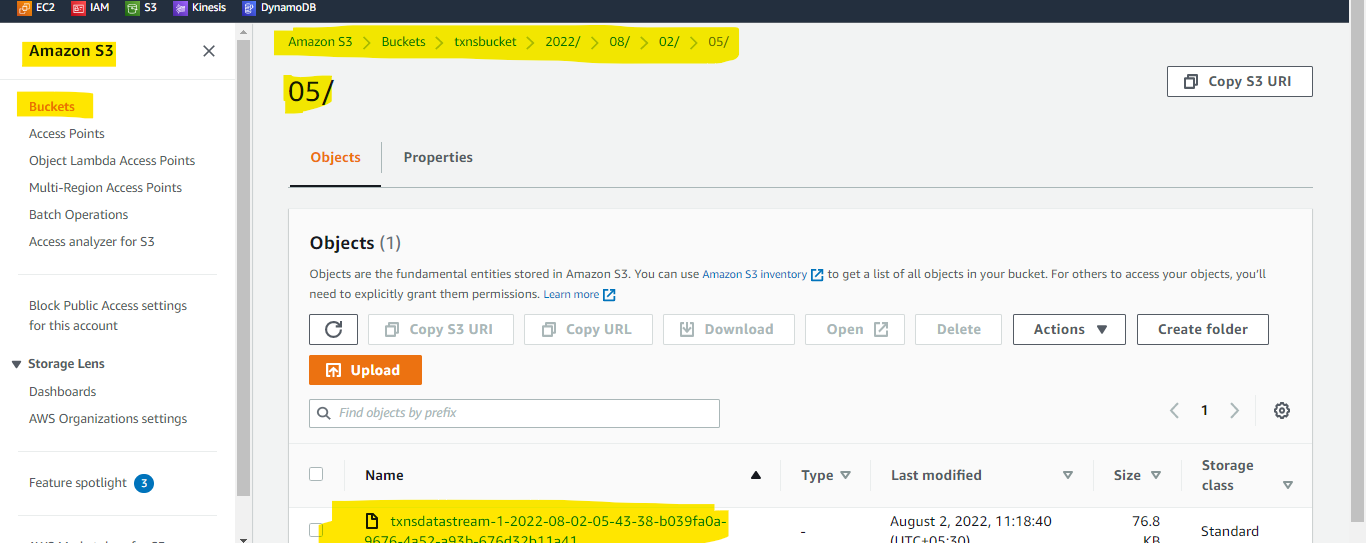 EC2 IAM S3 Kinesis DynamoDB
Amazon S3
Buckets
Access Points
Object Lambda Access Points
Multi-Region Access Points
Batch Operations
Access analyzer for S3
Block Public Access settings
for this account
Storage Lens
Dashboards
AWS Organizations settings
Feature spotlight 3
Amazon S3 Buckets txnsbucket 2022/ 08/ 02/ 05/
05/
Copy S3 URI
Objects Properties
Objects (1)
Objects are the fundamental entities stored in Amazon S3. You can use Amazon S3 inventory to get a list of all objects in your bucket. For others to access your objects, you'll
need to explicitly grant them permissions. Learn more
Copy S3 URI Copy URL Download Open Delete Actions Create folder
Upload
Find objects by prefix
1
Name Type Last modified Size Storage
class
txnsdatastream-1-2022-08-02-05-43-38-b039fa0a-
9676-4a52-a93b-676d32b11a41
-
August 2, 2022, 11:18:40
(UTC+05:30)
76.8
KB
Standard